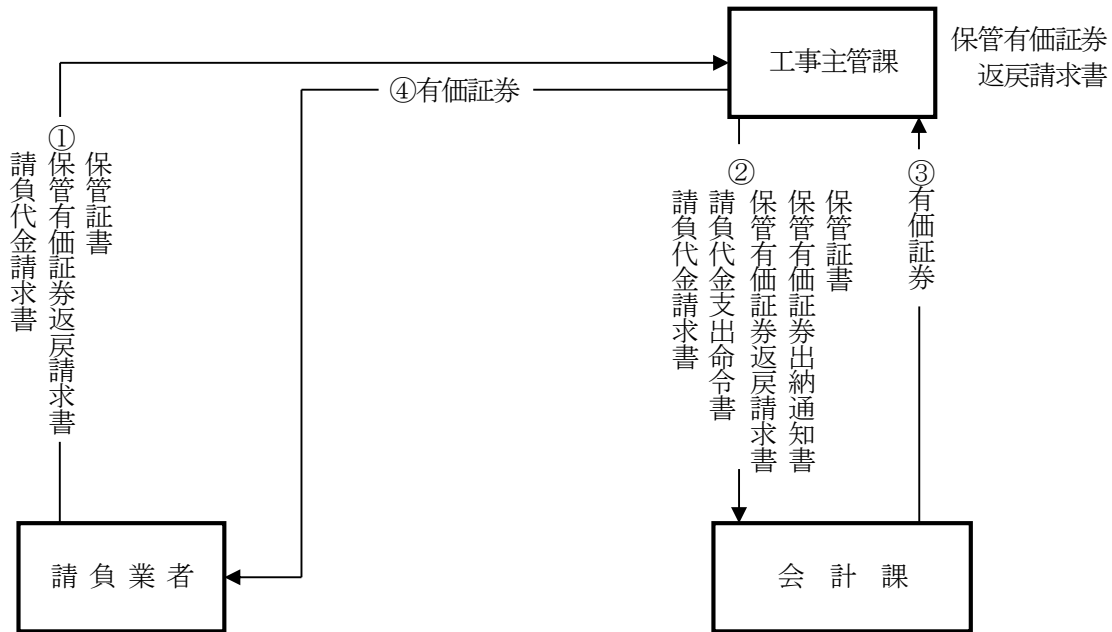 工事主管課
保管有価証券
返戻請求書
④有価証券
①
保管証書
保管有価証券返戻請求書
請負代金請求書
②
保管証書
保管有価証券出納通知書
保管有価証券返戻請求書
請負代金支出命令書
請負代金請求書
③有価証券
請負業者
会計課